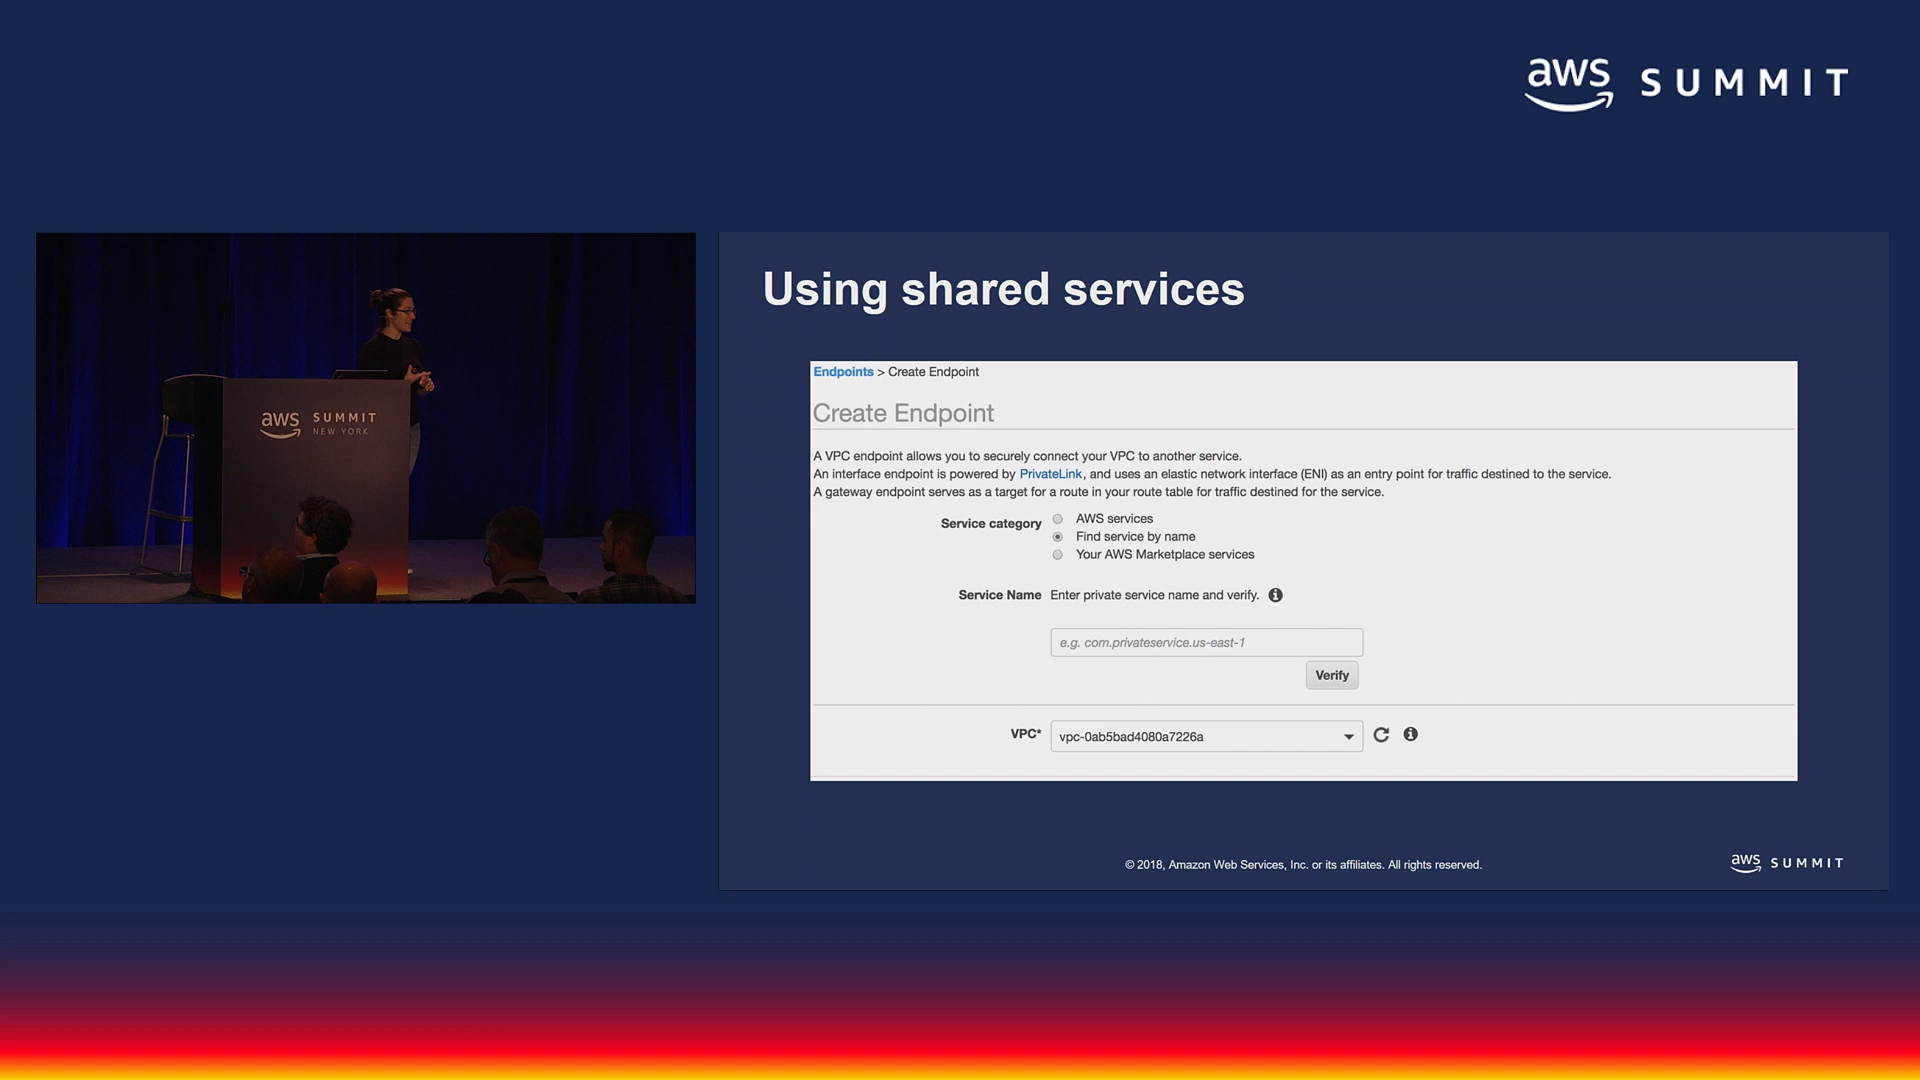 aws SUMMIT
aws SUMMIT
NEW YORK
Using shared services
Endpoints > Create Endpoint
Create Endpoint
A VPC endpoint allows you to securely connect your VPC to another service.
An interface endpoint is powered by PrivateLink, and uses an elastic network interface (ENI) as an entry point for traffic destined to the service.
A gateway endpoint serves as a target for a route in your route table for traffic destined for the service.
Service category
AWS services
Find service by name
Your AWS Marketplace services
Service Name Enter private service name and verify.
e.g. com.privateservice.us-east-1
Verify
VPC* vpc-0ab5bad4080a7226a
© 2018, Amazon Web Services, Inc. or its affiliates. All rights reserved.
aws SUMMIT